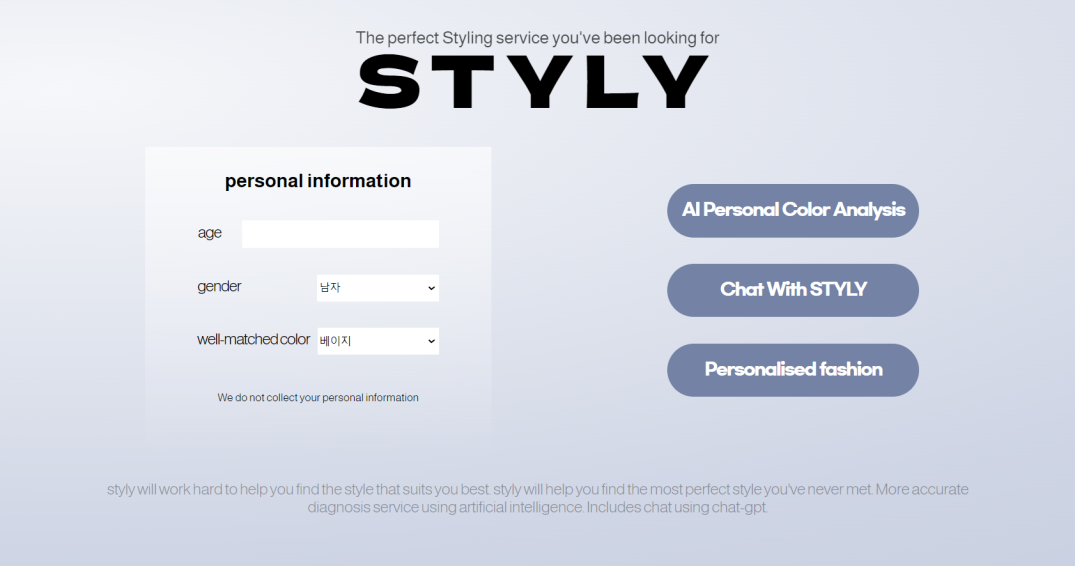 The perfect Styling service you've been looking for
STYLY
personal information
age
gender
남자
well-matched color
베이지
We do not collect your personal information
AI Personal Color Analysis
Chat With STYLY
Personalised fashion
styly will work hard to help you find the style that suits you best. styly will help you find the most perfect style you've never met. More accurate
diagnosis service using artificial intelligence. Includes chat using chat-gpt.